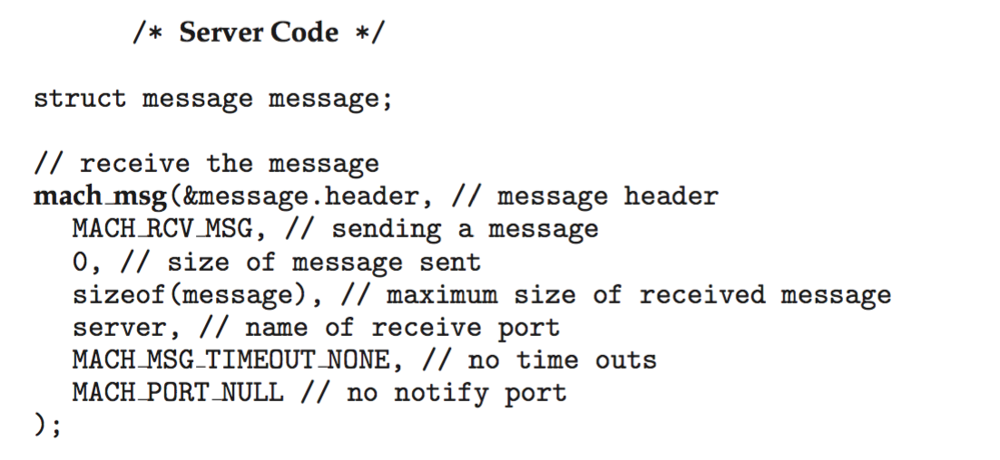 /* Server Code */
struct message message;
// receive the message
mach_msg(&message.header, // message header
MACH_RCV_MSG, // sending a message
0, // size of message sent
sizeof(message), // maximum size of received message
server, // name of receive port
MACH_MSG_TIMEOUT_NONE, // no time outs
MACH_PORT_NULL // no notify port
);